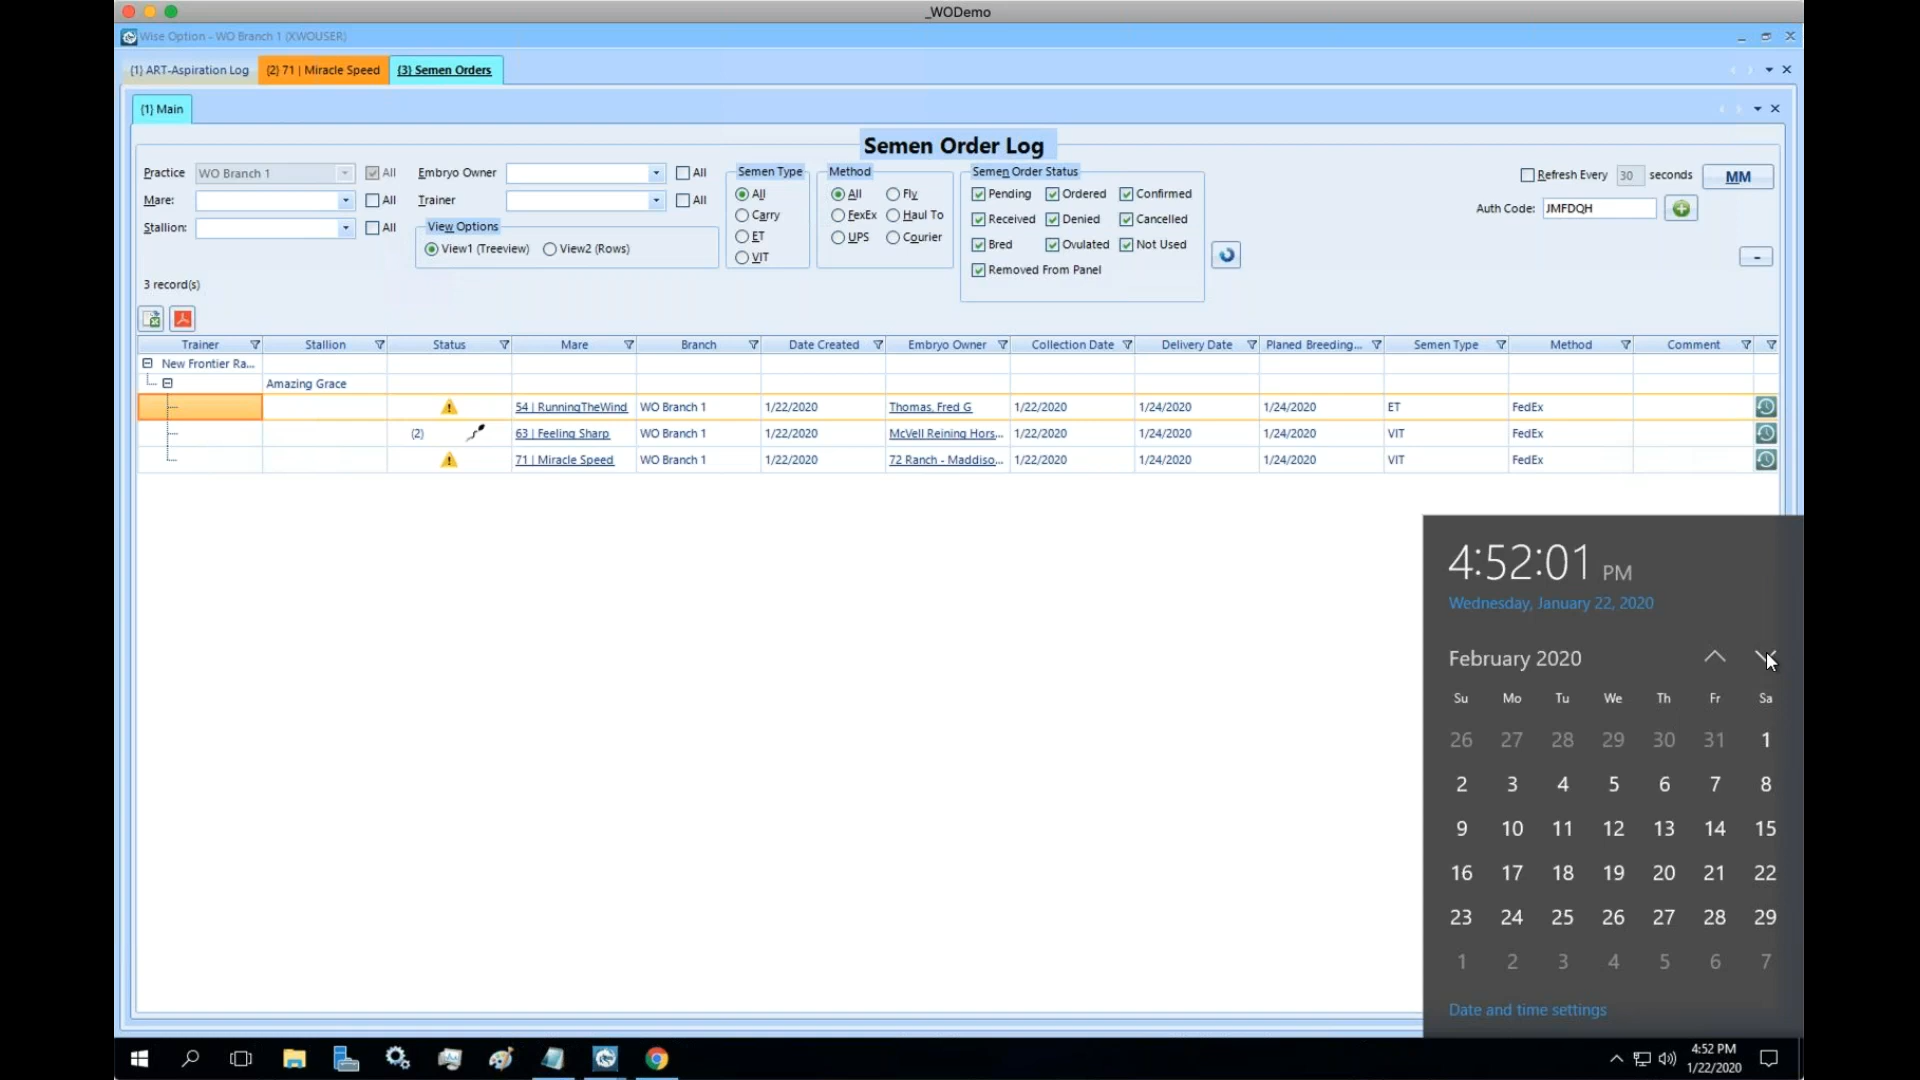 _WODemo
Wise Option - WO Branch 1 (XWOUSER)
{1} ART-Aspiration Log {2} 71 | Miracle Speed {3} Semen Orders
{1} Main
Semen Order Log
Practice WO Branch 1 All Embryo Owner All Semen Type Method Semen Order Status Refresh Every 30 seconds MM
All All Fly Pending Ordered Confirmed
Mare: All Trainer All Auth Code: JMFDQH
Carry FexEx Haul To Received Denied Cancelled
Stallion: All View Options
ET UPS Courier
View1 (Treeview) View2 (Rows) Bred Ovulated Not Used
VIT
Removed From Panel
3 record(s)
Trainer Stallion Status Mare Branch Date Created Embryo Owner Collection Date Delivery Date Planed Breeding... Semen Type Method Comment
New Frontier Ra...
Amazing Grace
54 | RunningTheWind WO Branch 1 1/22/2020 Thomas, Fred G 1/22/2020 1/24/2020 1/24/2020 ET FedEx
(2) 63 | Feeling Sharp WO Branch 1 1/22/2020 McVell Reining Hors... 1/22/2020 1/24/2020 1/24/2020 VIT FedEx
71 | Miracle Speed WO Branch 1 1/22/2020 72 Ranch - Maddiso... 1/22/2020 1/24/2020 1/24/2020 VIT FedEx
4:52:01 PM
Wednesday, January 22, 2020
February 2020
Su Mo Tu We Th Fr Sa
26 27 28 29 30 31 1
2 3 4 5 6 7 8
9 10 11 12 13 14 15
16 17 18 19 20 21 22
23 24 25 26 27 28 29
1 2 3 4 5 6 7
Date and time settings
4:52 PM
1/22/2020